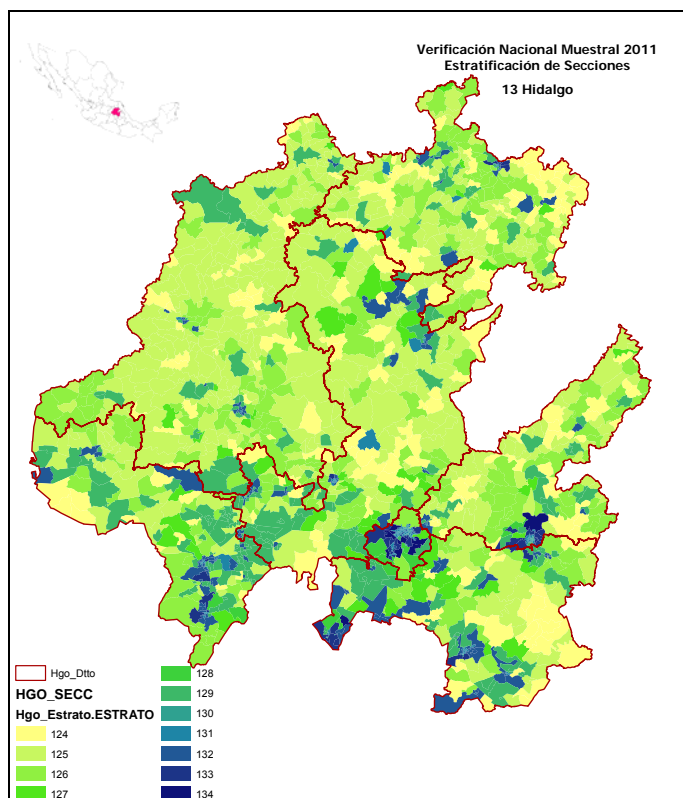 Verificación Nacional Muestral 2011
Estratificación de Secciones
13 Hidalgo
Hgo_Dtto
HGO_SECC
Hgo_Estrato.ESTRATO
124
125
126
127
128
129
130
131
132
133
134